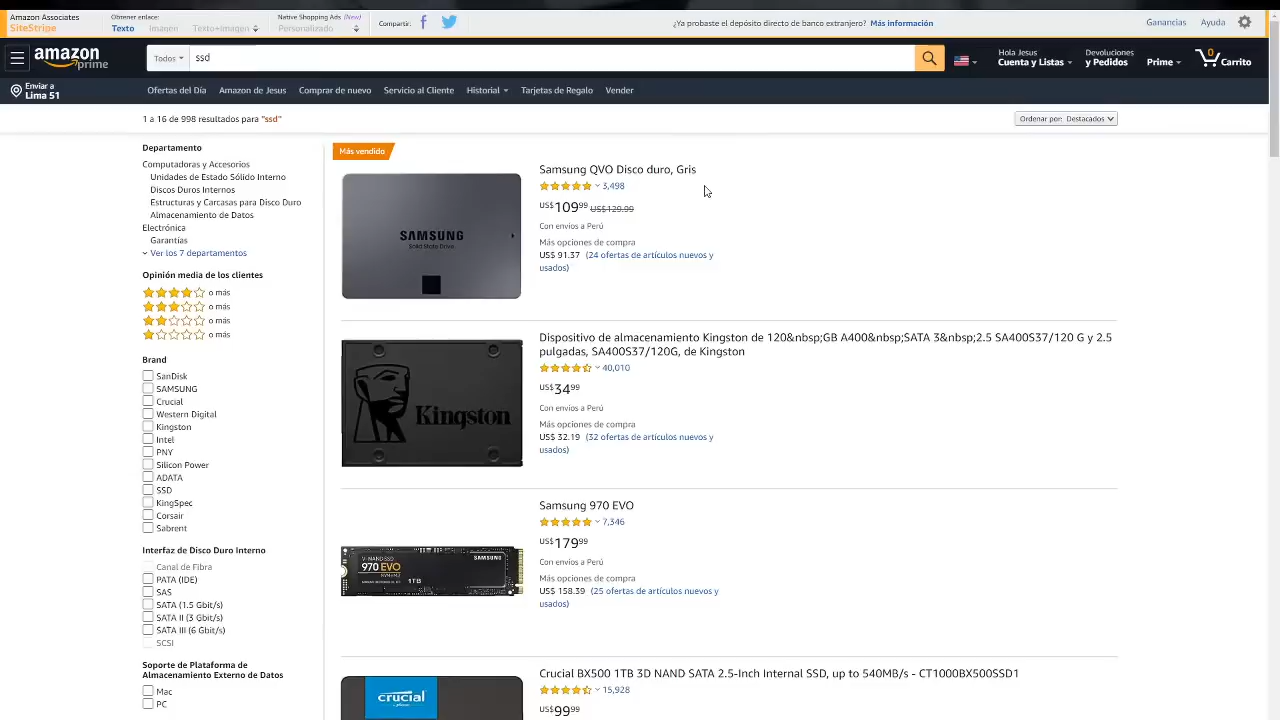 Amazon Associates
SiteStripe
Obtener enlace:
Texto
Imagen
Texto+Imagen
Native Shopping Ads (New)
Personalizado
Compartir:
¿Ya probaste el depósito directo de banco extranjero? Más información
Ganancias
Ayuda
amazon
prime
Todos
ssd
Hola Jesus
Cuenta y Listas
Devoluciones
y Pedidos
Prime
0
Carrito
Enviar a
Lima 51
Ofertas del Día
Amazon de Jesus
Comprar de nuevo
Servicio al Cliente
Historial
Tarjetas de Regalo
Vender
1 a 16 de 998 resultados para "ssd"
Ordenar por: Destacados
Departamento
Computadoras y Accesorios
Unidades de Estado Sólido Interno
Discos Duros Internos
Estructuras y Carcasas para Disco Duro
Almacenamiento de Datos
Electrónica
Garantías
Ver los 7 departamentos
Opinión media de los clientes
o más
o más
o más
o más
Brand
SanDisk
SAMSUNG
Crucial
Western Digital
Kingston
Intel
PNY
Silicon Power
ADATA
SSD
KingSpec
Corsair
Sabrent
Interfaz de Disco Duro Interno
Canal de Fibra
PATA (IDE)
SAS
SATA (1.5 Gbit/s)
SATA II (3 Gbit/s)
SATA III (6 Gbit/s)
SCSI
Soporte de Plataforma de
Almacenamiento Externo de Datos
Mac
PC
Más vendido
SAMSUNG
Solid State Drive
Samsung QVO Disco duro, Gris
3,498
US$109.99 US$129.99
Con envíos a Perú
Más opciones de compra
US$ 91.37 (24 ofertas de artículos nuevos y
usados)
Kingston
Dispositivo de almacenamiento Kingston de 120&nbsp;GB A400&nbsp;SATA 3&nbsp;2.5 SA400S37/120 G y 2.5
pulgadas, SA400S37/120G, de Kingston
40,010
US$34.99
Con envíos a Perú
Más opciones de compra
US$ 32.19 (32 ofertas de artículos nuevos y
usados)
V-NAND SSD
970 EVO
NVMe M.2
1TB
SAMSUNG
Samsung 970 EVO
7,346
US$179.99
Con envíos a Perú
Más opciones de compra
US$ 158.39 (25 ofertas de artículos nuevos y
usados)
crucial
Crucial BX500 1TB 3D NAND SATA 2.5-Inch Internal SSD, up to 540MB/s - CT1000BX500SSD1
15,928
US$99.99